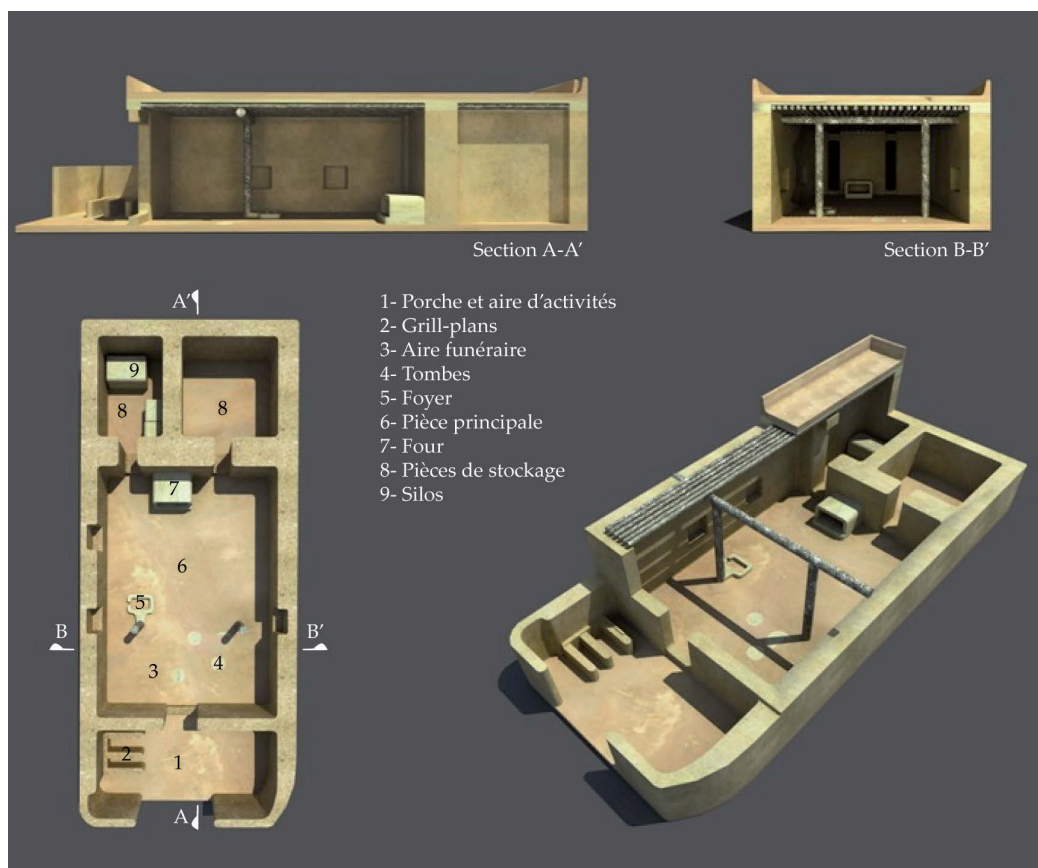 Section A-A’
Section B-B’
1- Porche et aire d’activités
2- Grill-plans
3- Aire funéraire
4- Tombes
5- Foyer
6- Pièce principale
7- Four
8- Pièces de stockage
9- Silos
A’
9
8
8
7
6
5
B
B’
3
4
2
1
A